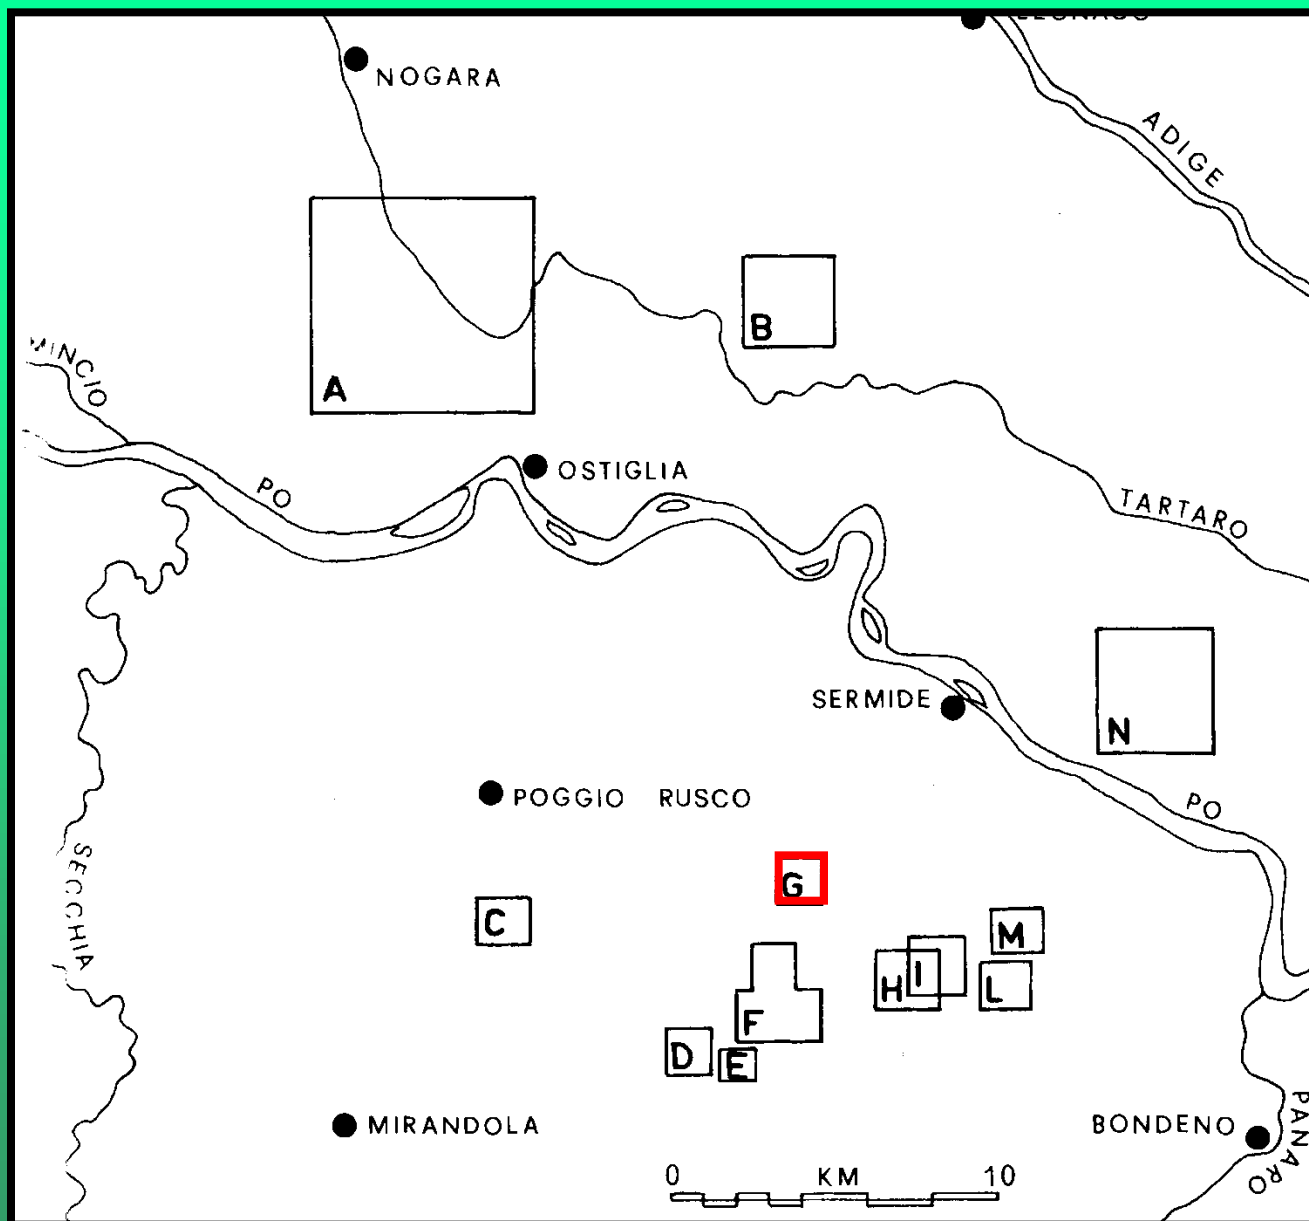 NOGARA
ADIGE
B
MINCIO
A
PO
OSTIGLIA
TARTARO
SERMIDE
N
POGGIO RUSCO
PO
SECCHIA
G
C
M
H
I
L
F
D
E
MIRANDOLA
BONDENO
PANARO
0 KM 10